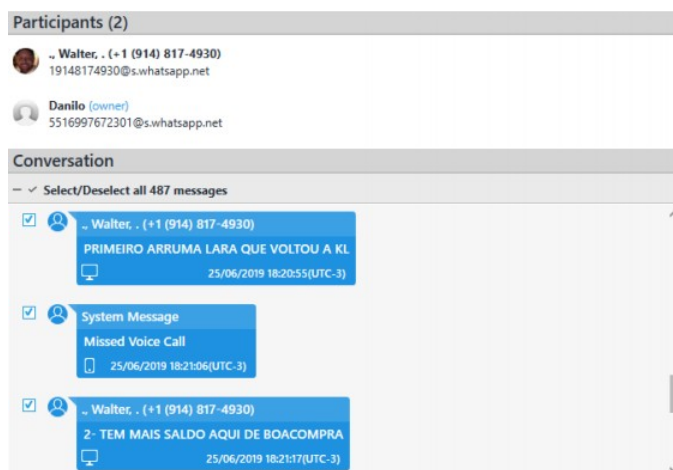 Participants (2)
., Walter, . (+1 (914) 817-4930)
19148174930@s.whatsapp.net
Danilo (owner)
5516997672301@s.whatsapp.net
Conversation
Select/Deselect all 487 messages
., Walter, . (+1 (914) 817-4930)
PRIMEIRO ARRUMA LARA QUE VOLTOU A KL
25/06/2019 18:20:55(UTC-3)
System Message
Missed Voice Call
25/06/2019 18:21:06(UTC-3)
., Walter, . (+1 (914) 817-4930)
2- TEM MAIS SALDO AQUI DE BOACOMPRA
25/06/2019 18:21:17(UTC-3)